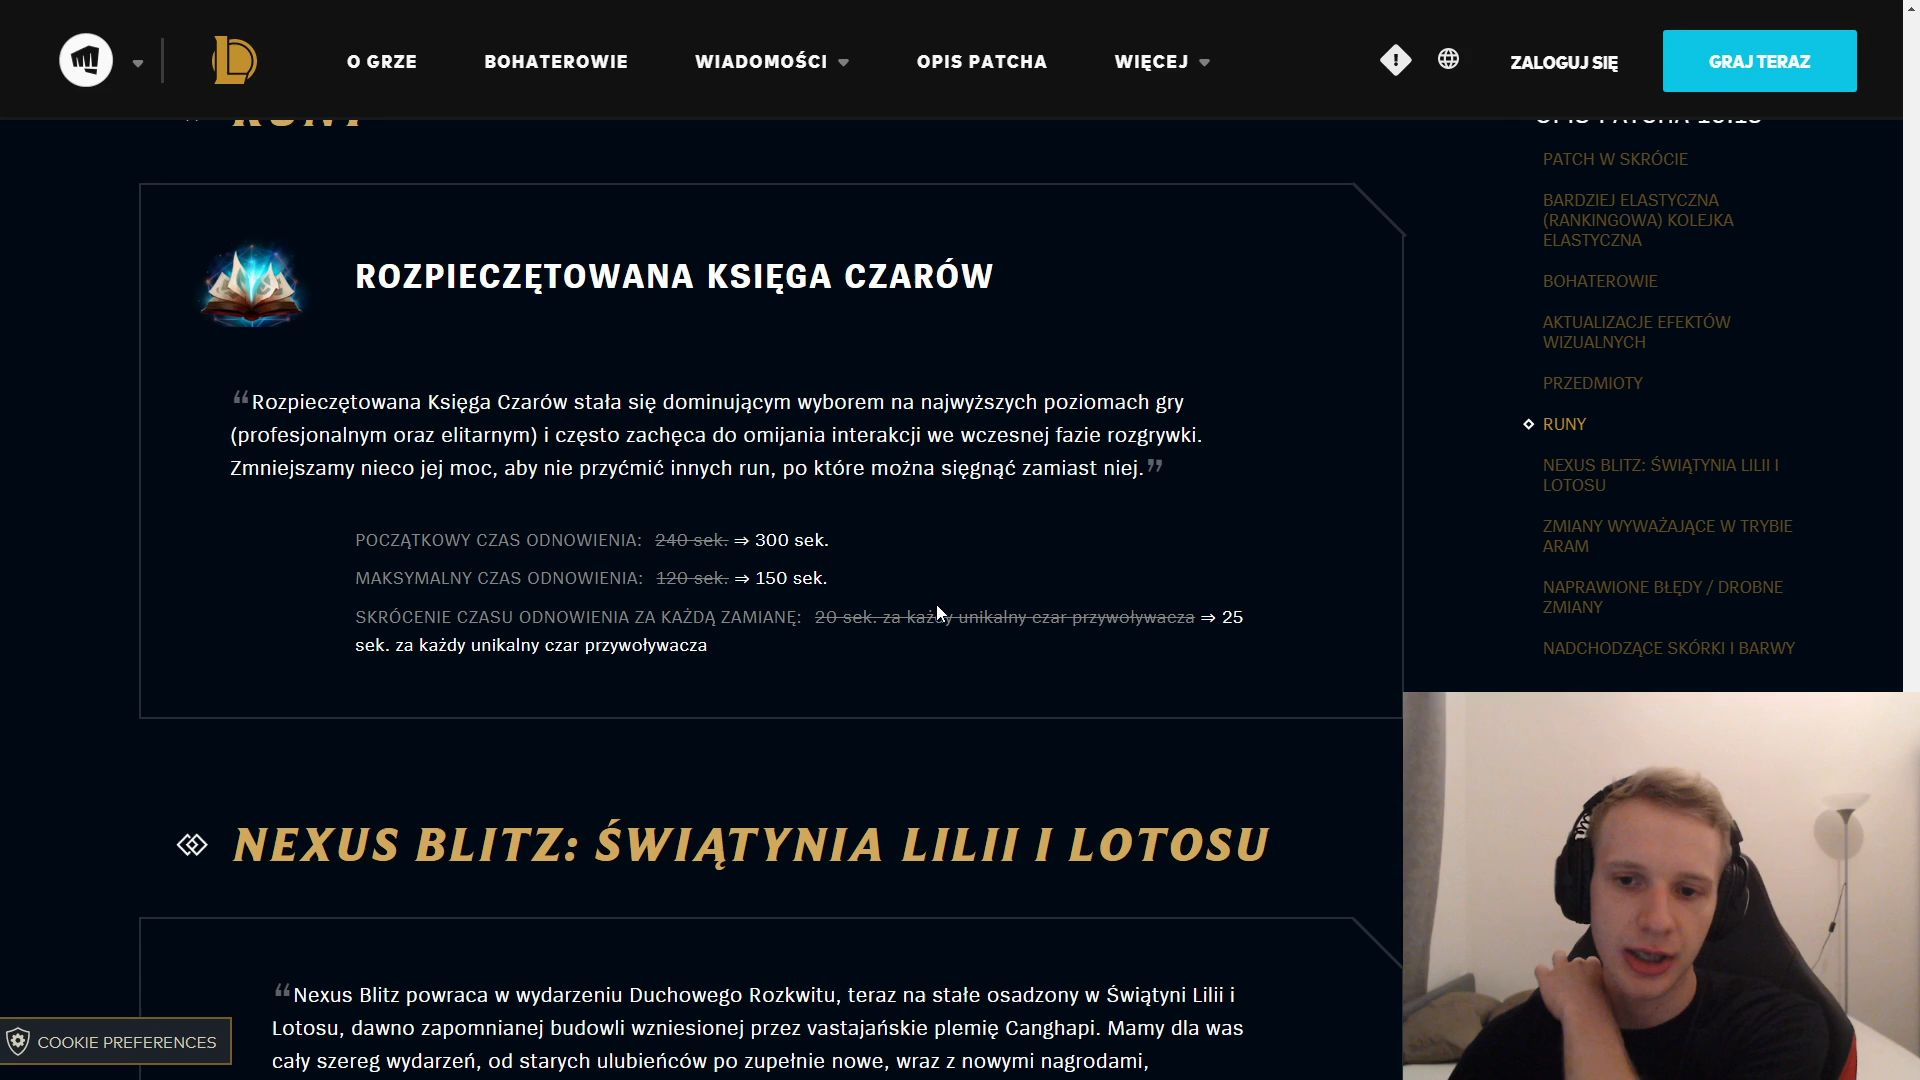 O GRZE
BOHATEROWIE
WIADOMOŚCI
OPIS PATCHA
WIĘCEJ
ZALOGUJ SIĘ
GRAJ TERAZ
RUNY
ROZPIECZĘTOWANA KSIĘGA CZARÓW
“Rozpieczętowana Księga Czarów stała się dominującym wyborem na najwyższych poziomach gry
(profesjonalnym oraz elitarnym) i często zachęca do omijania interakcji we wczesnej fazie rozgrywki.
Zmniejszamy nieco jej moc, aby nie przyćmić innych run, po które można sięgnąć zamiast niej.”
POCZĄTKOWY CZAS ODNOWIENIA: 240 sek. ⇒ 300 sek.
MAKSYMALNY CZAS ODNOWIENIA: 120 sek. ⇒ 150 sek.
SKRÓCENIE CZASU ODNOWIENIA ZA KAŻDĄ ZAMIANĘ: 20 sek. za każdy unikalny czar przywoływacza ⇒ 25
sek. za każdy unikalny czar przywoływacza
NEXUS BLITZ: ŚWIĄTYNIA LILII I LOTOSU
“Nexus Blitz powraca w wydarzeniu Duchowego Rozkwitu, teraz na stałe osadzony w Świątyni Lilii i
Lotosu, dawno zapomnianej budowli wzniesionej przez vastajańskie plemię Canghapi. Mamy dla was
cały szereg wydarzeń, od starych ulubieńców po zupełnie nowe, wraz z nowymi nagrodami,
COOKIE PREFERENCES
OPIS PATCHA
PATCH W SKRÓCIE
BARDZIEJ ELASTYCZNA
(RANKINGOWA) KOLEJKA
ELASTYCZNA
BOHATEROWIE
AKTUALIZACJE EFEKTÓW
WIZUALNYCH
PRZEDMIOTY
RUNY
NEXUS BLITZ: ŚWIĄTYNIA LILII I
LOTOSU
ZMIANY WYWAŻAJĄCE W TRYBIE
ARAM
NAPRAWIONE BŁĘDY / DROBNE
ZMIANY
NADCHODZĄCE SKÓRKI I BARWY